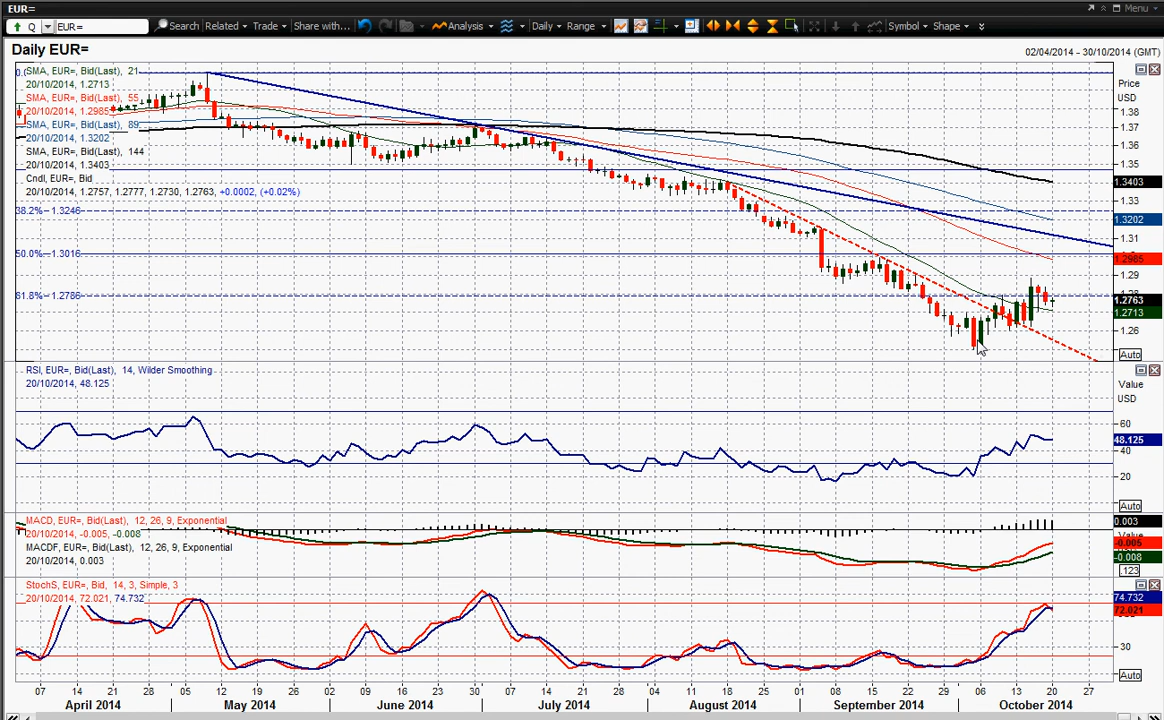 EUR=
Menu
Q EUR= Search Related Trade Share with... Analysis Daily Range Symbol Shape
Daily EUR=
02/04/2014 - 30/10/2014 (GMT)
SMA, EUR=, Bid(Last), 21
20/10/2014, 1.2713
SMA, EUR=, Bid(Last), 55
20/10/2014, 1.2985
SMA, EUR=, Bid(Last), 89
20/10/2014, 1.3202
SMA, EUR=, Bid(Last), 144
20/10/2014, 1.3403
Cndl, EUR=, Bid
20/10/2014, 1.2757, 1.2777, 1.2730, 1.2763, +0.0002, (+0.02%)
38.2% 1.3246
50.0% 1.3016
61.8% 1.2786
Price
USD
1.38
1.37
1.36
1.35
1.3403
1.33
1.3202
1.31
1.2985
1.29
1.28
1.2763
1.2713
1.26
Auto
RSI, EUR=, Bid(Last), 14, Wilder Smoothing
20/10/2014, 48.125
Value
USD
60
48.125
40
20
Auto
MACD, EUR=, Bid(Last), 12, 26, 9, Exponential
20/10/2014, -0.005, -0.008
MACDF, EUR=, Bid(Last), 12, 26, 9, Exponential
20/10/2014, 0.003
0.003
Value
-0.005
-0.008
.123
StochS, EUR=, Bid, 14, 3, Simple, 3
20/10/2014, 72.021, 74.732
74.732
72.021
30
Auto
07 14 21 28 05 12 19 26 02 09 16 23 30 07 14 21 28 04 11 18 25 01 08 15 22 29 06 13 20 27
April 2014 May 2014 June 2014 July 2014 August 2014 September 2014 October 2014